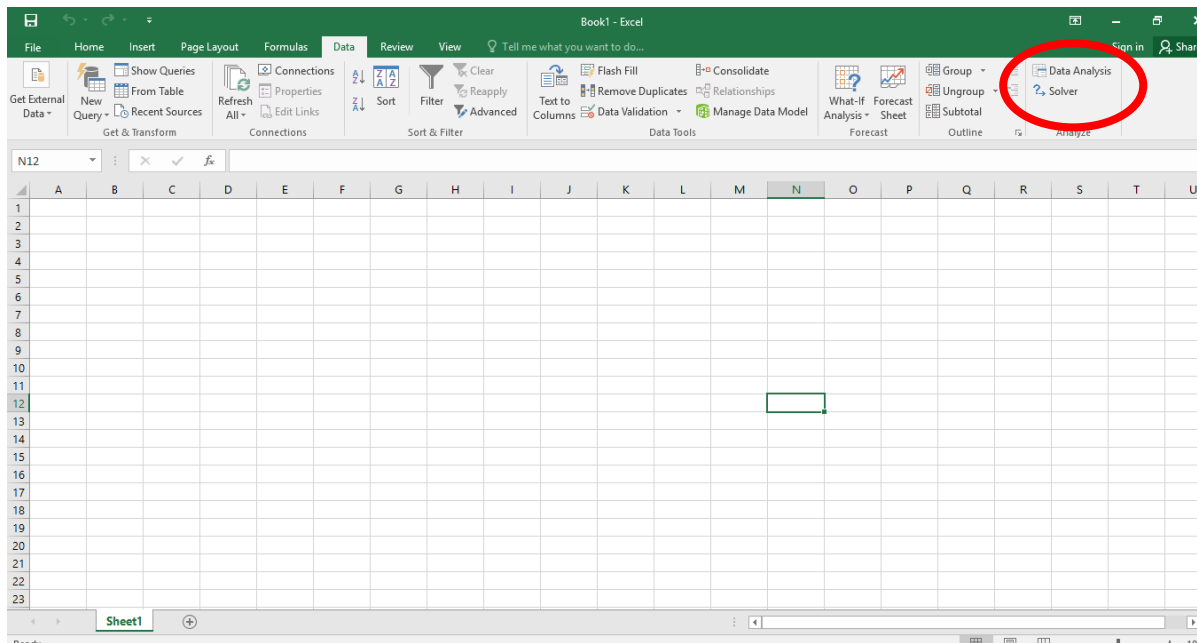 Book1 - Excel
File Home Insert Page Layout Formulas Data Review View Tell me what you want to do... Sign in Shar
Get External Data
New Query
Show Queries
From Table
Recent Sources
Get & Transform
Refresh All
Connections
Properties
Edit Links
Connections
Sort
Filter
Clear
Reapply
Advanced
Sort & Filter
Text to Columns
Flash Fill
Remove Duplicates
Data Validation
Consolidate
Relationships
Manage Data Model
Data Tools
What-If Analysis
Forecast Sheet
Forecast
Group
Ungroup
Subtotal
Outline
Data Analysis
Solver
Analyze
N12 fx
A B C D E F G H I J K L M N O P Q R S T U
1
2
3
4
5
6
7
8
9
10
11
12
13
14
15
16
17
18
19
20
21
22
23
Sheet1